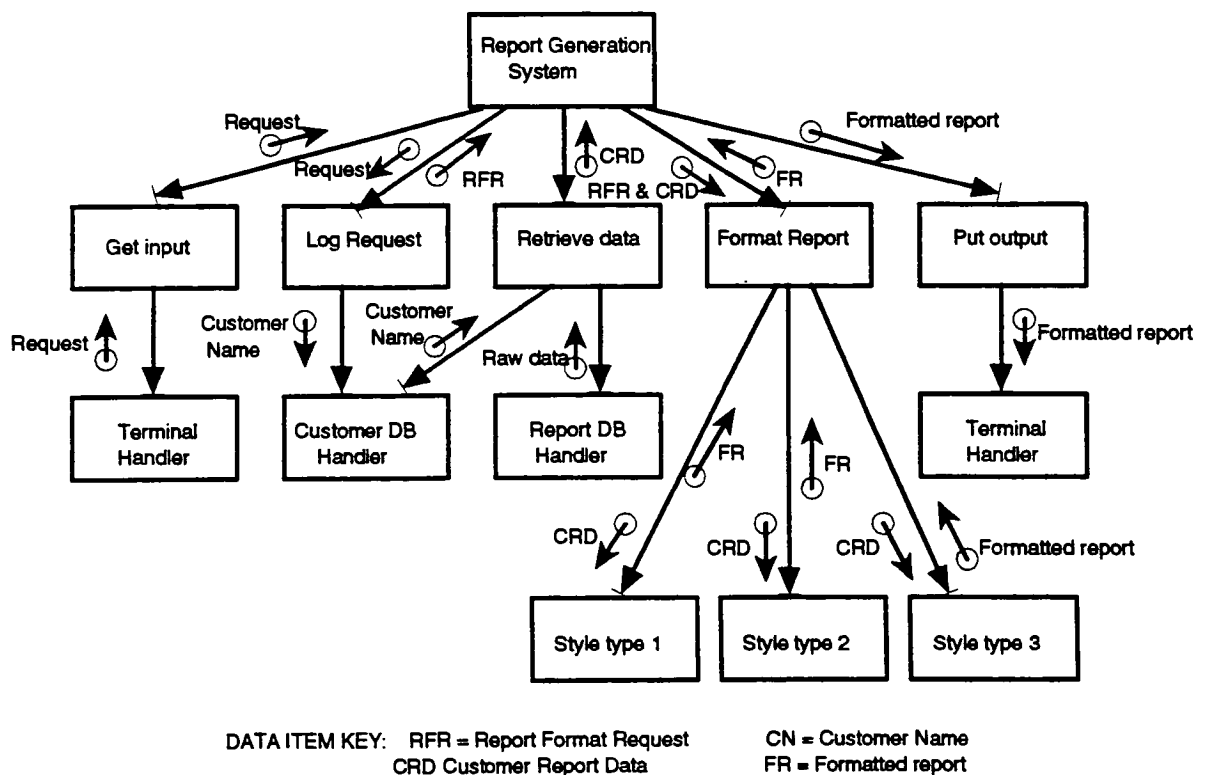 Report Generation
System
Request
Request
RFR
CRD
RFR & CRD
FR
Formatted report
Get input
Log Request
Retrieve data
Format Report
Put output
Request
Customer
Name
Customer
Name
Raw data
Formatted report
Terminal
Handler
Customer DB
Handler
Report DB
Handler
Terminal
Handler
FR
FR
CRD
CRD
CRD
Formatted report
Style type 1
Style type 2
Style type 3
DATA ITEM KEY: RFR = Report Format Request CN = Customer Name
CRD Customer Report Data FR = Formatted report